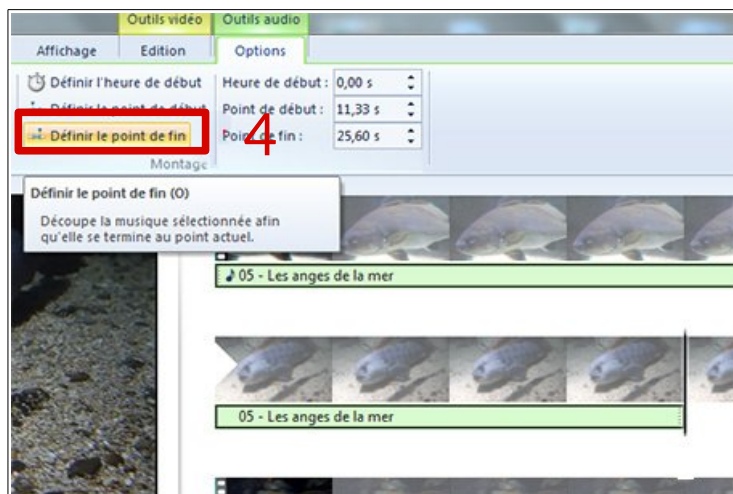 Outils vidéo Outils audio
Affichage Edition Options
Définir l'heure de début Heure de début : 0,00 s
Définir le point de début Point de début : 11,33 s
Définir le point de fin Point de fin : 25,60 s
4
Montage
Définir le point de fin (O)
Découpe la musique sélectionnée afin
qu'elle se termine au point actuel.
05 - Les anges de la mer
05 - Les anges de la mer